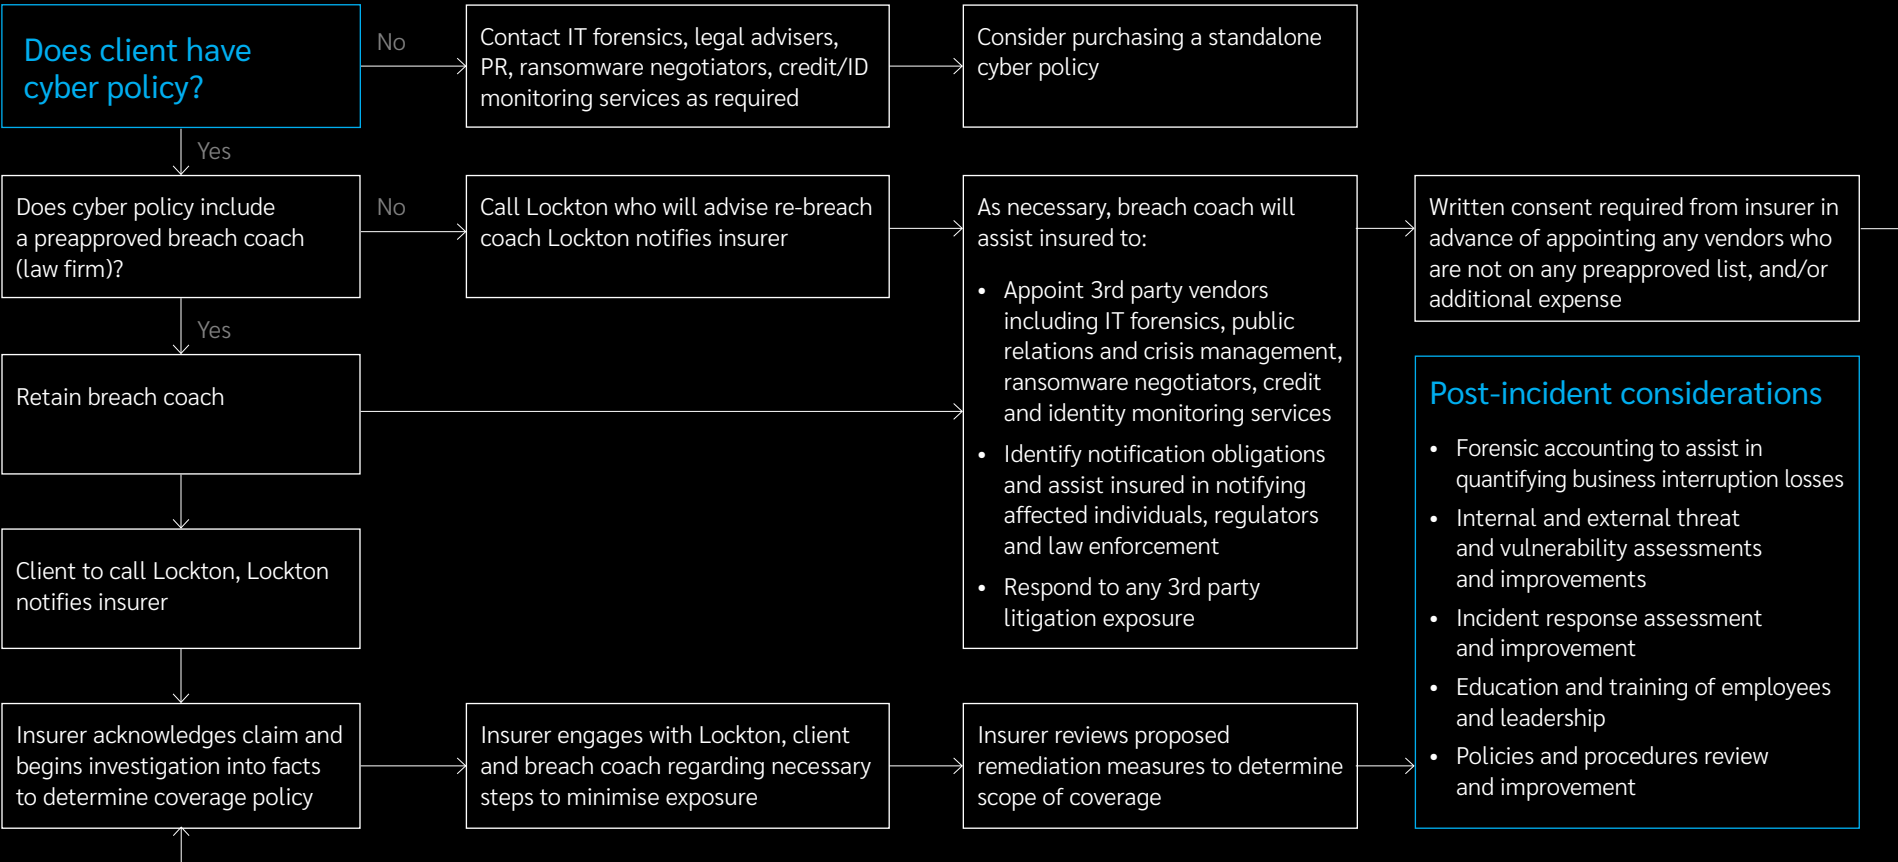 Does client have
cyber policy?
No
Contact IT forensics, legal advisers,
PR, ransomware negotiators, credit/ID
monitoring services as required
Consider purchasing a standalone
cyber policy
Yes
Does cyber policy include
a preapproved breach coach
(law firm)?
No
Call Lockton who will advise re-breach
coach Lockton notifies insurer
As necessary, breach coach will
assist insured to:
• Appoint 3rd party vendors
including IT forensics, public
relations and crisis management,
ransomware negotiators, credit
and identity monitoring services
• Identify notification obligations
and assist insured in notifying
affected individuals, regulators
and law enforcement
• Respond to any 3rd party
litigation exposure
Written consent required from insurer in
advance of appointing any vendors who
are not on any preapproved list, and/or
additional expense
Yes
Retain breach coach
Client to call Lockton, Lockton
notifies insurer
Insurer acknowledges claim and
begins investigation into facts
to determine coverage policy
Insurer engages with Lockton, client
and breach coach regarding necessary
steps to minimise exposure
Insurer reviews proposed
remediation measures to determine
scope of coverage
Post-incident considerations
• Forensic accounting to assist in
quantifying business interruption losses
• Internal and external threat
and vulnerability assessments
and improvements
• Incident response assessment
and improvement
• Education and training of employees
and leadership
• Policies and procedures review
and improvement